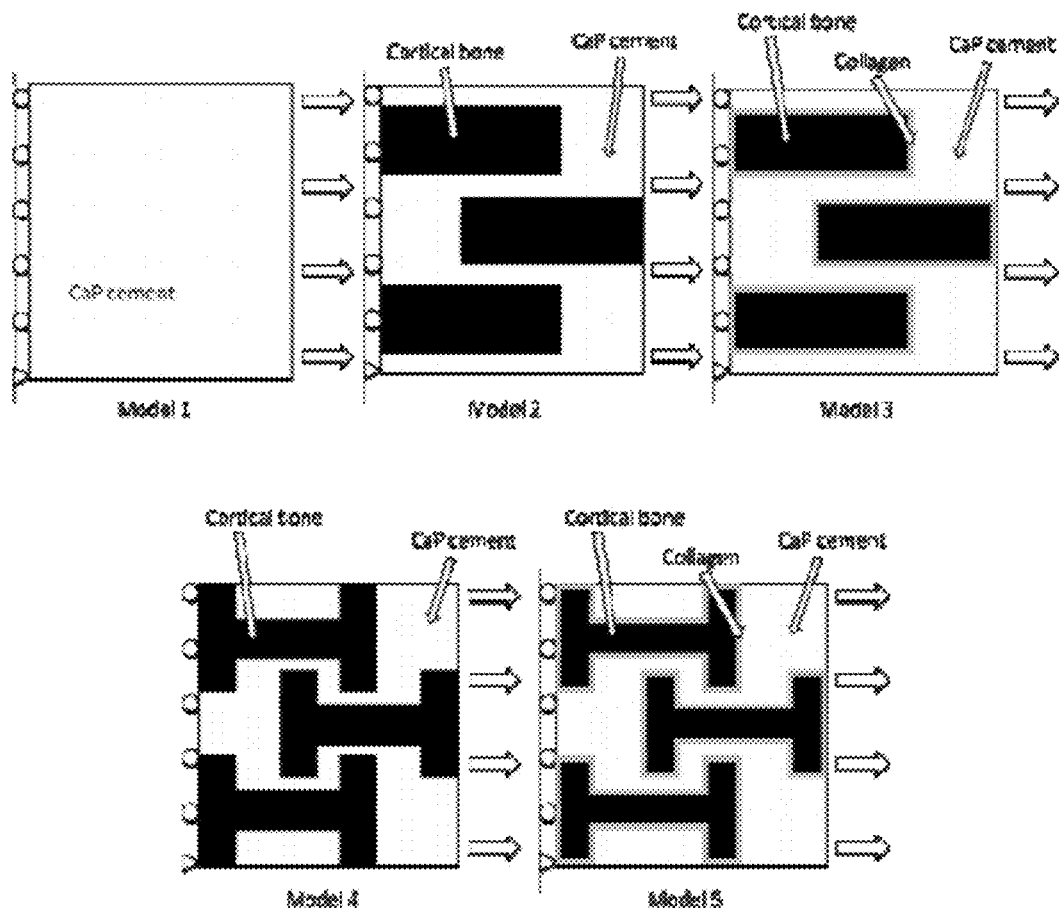 Cortical bone
CaP cement
Cortical bone
Collagen
CaP cement
CaP cement
Model 1
Model 2
Model 3
Cortical bone
CaP cement
Cortical bone
Collagen
CaP cement
Model 4
Model 5